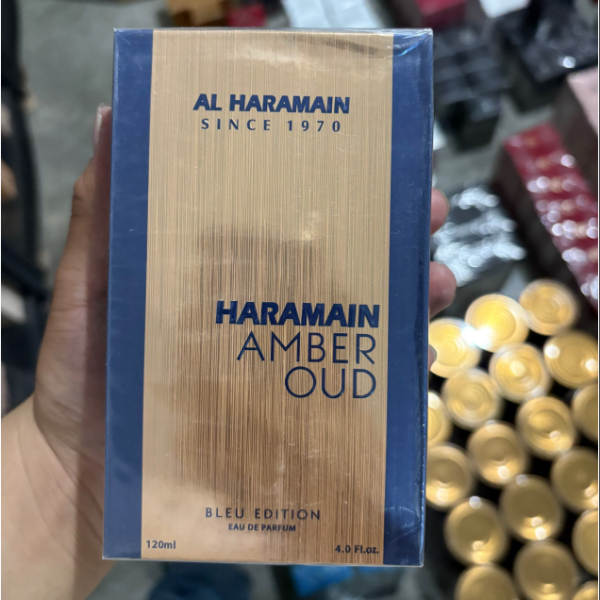 AL HARAMAIN
SINCE 1970
HARAMAIN
AMBER
OUD
BLEU EDITION
EAU DE PARFUM
120ml 4.0 Fl.oz.